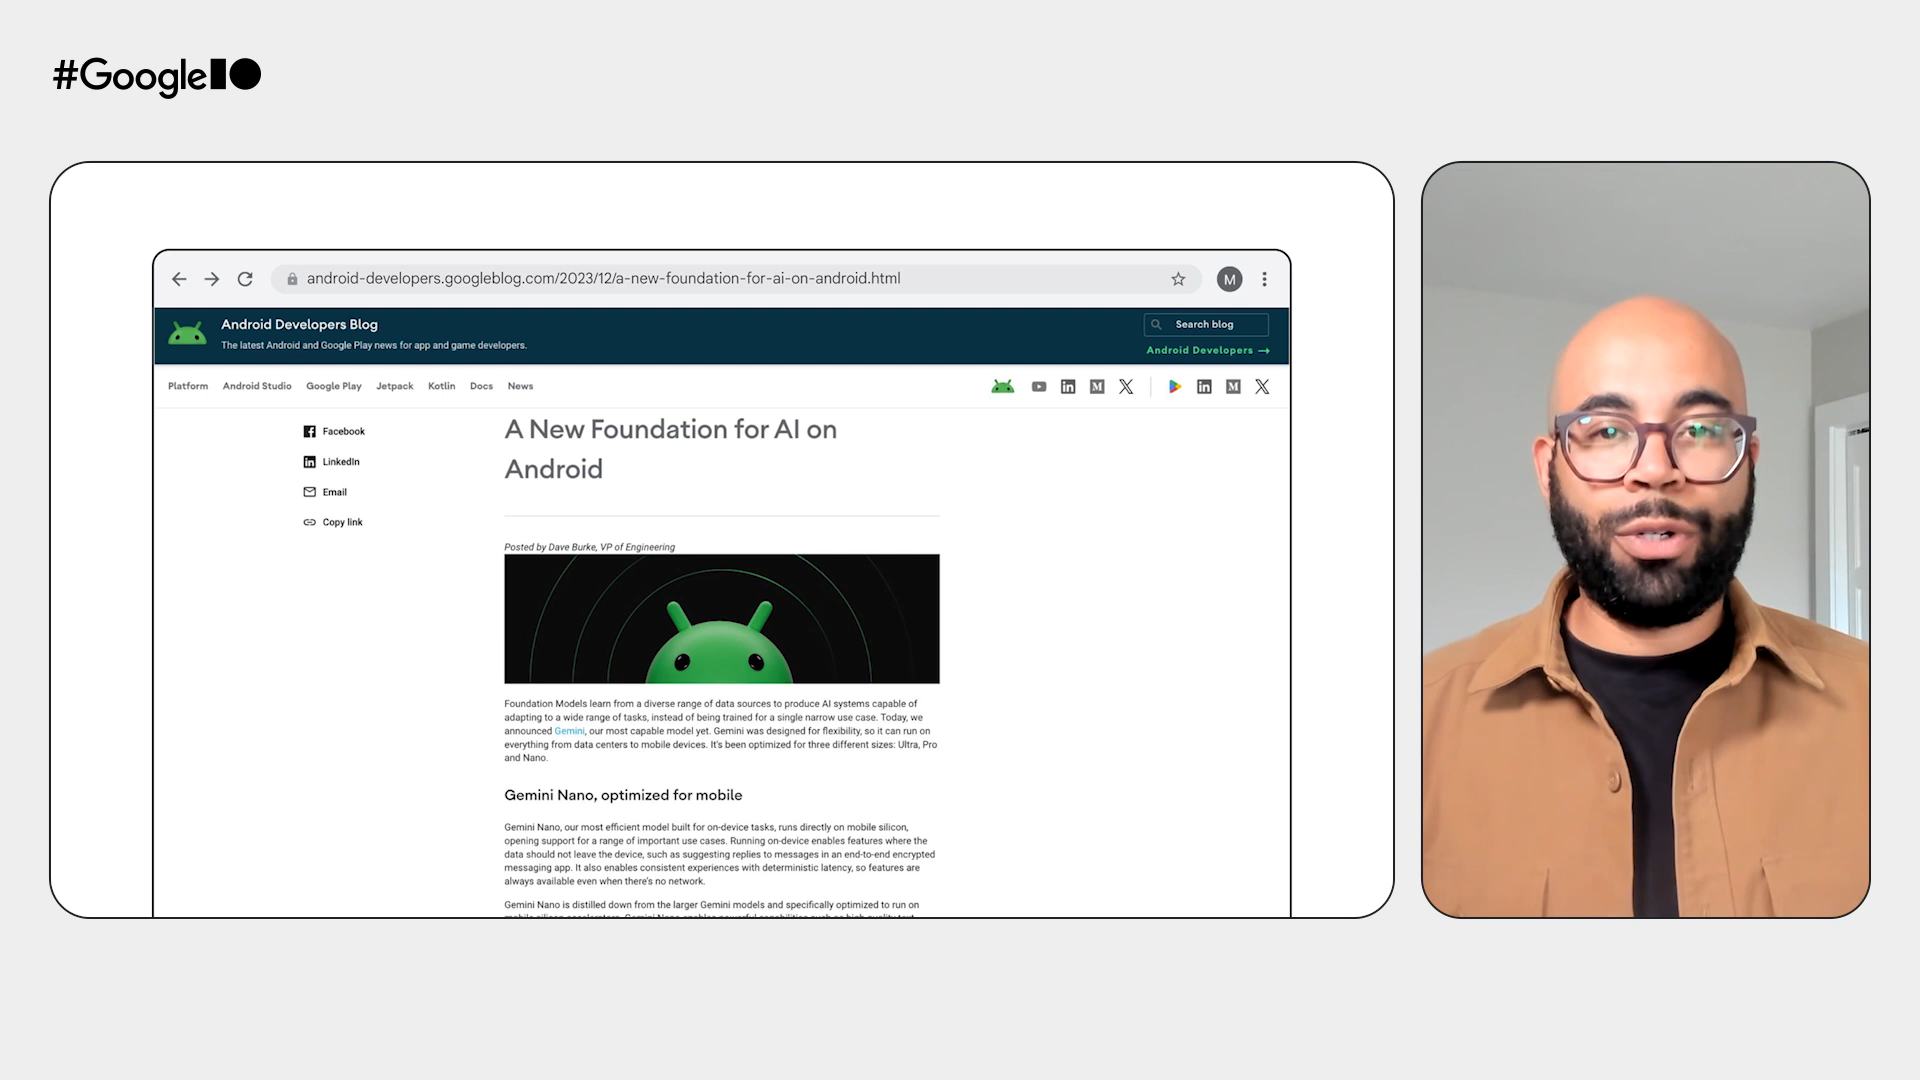 #GoogleIO
android-developers.googleblog.com/2023/12/a-new-foundation-for-ai-on-android.html
M
Android Developers Blog
The latest Android and Google Play news for app and game developers.
Search blog
Android Developers →
Platform Android Studio Google Play Jetpack Kotlin Docs News
Facebook
LinkedIn
Email
Copy link
A New Foundation for AI on
Android
Posted by Dave Burke, VP of Engineering
Foundation Models learn from a diverse range of data sources to produce AI systems capable of
adapting to a wide range of tasks, instead of being trained for a single narrow use case. Today, we
announced Gemini, our most capable model yet. Gemini was designed for flexibility, so it can run on
everything from data centers to mobile devices. It's been optimized for three different sizes: Ultra, Pro
and Nano.
Gemini Nano, optimized for mobile
Gemini Nano, our most efficient model built for on-device tasks, runs directly on mobile silicon,
opening support for a range of important use cases. Running on-device enables features where the
data should not leave the device, such as suggesting replies to messages in an end-to-end encrypted
messaging app. It also enables consistent experiences with deterministic latency, so features are
always available even when there's no network.
Gemini Nano is distilled down from the larger Gemini models and specifically optimized to run on